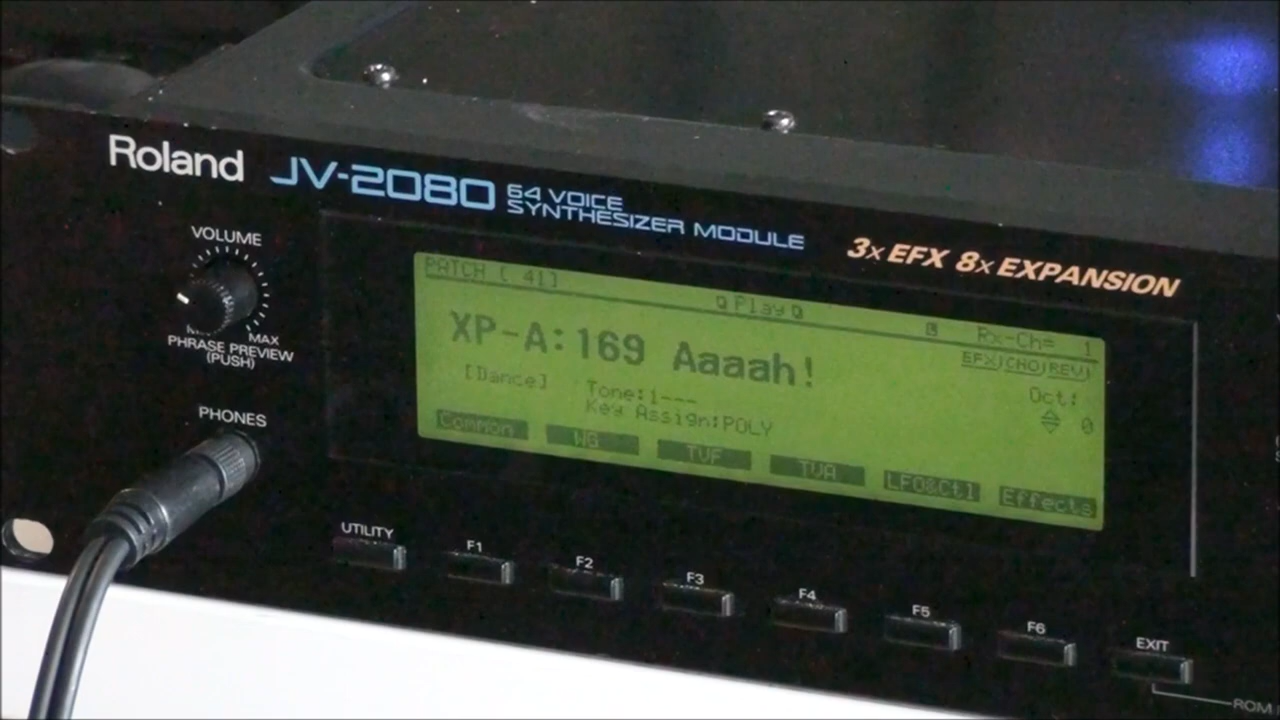 Roland JV-2080 64 VOICE
SYNTHESIZER MODULE
3x EFX 8x EXPANSION
VOLUME
MAX
PHRASE PREVIEW
(PUSH)
PHONES
PATCH [ 41]
Play
Rx-Ch= 1
XP-A:169 Aaaah!
EFX|CHO|REV
[Dance]
Tone:1---
Key Assign:POLY
Oct:
0
Common WG TVF TVA LFO&Ctl Effects
UTILITY F1 F2 F3 F4 F5 F6 EXIT
ROM